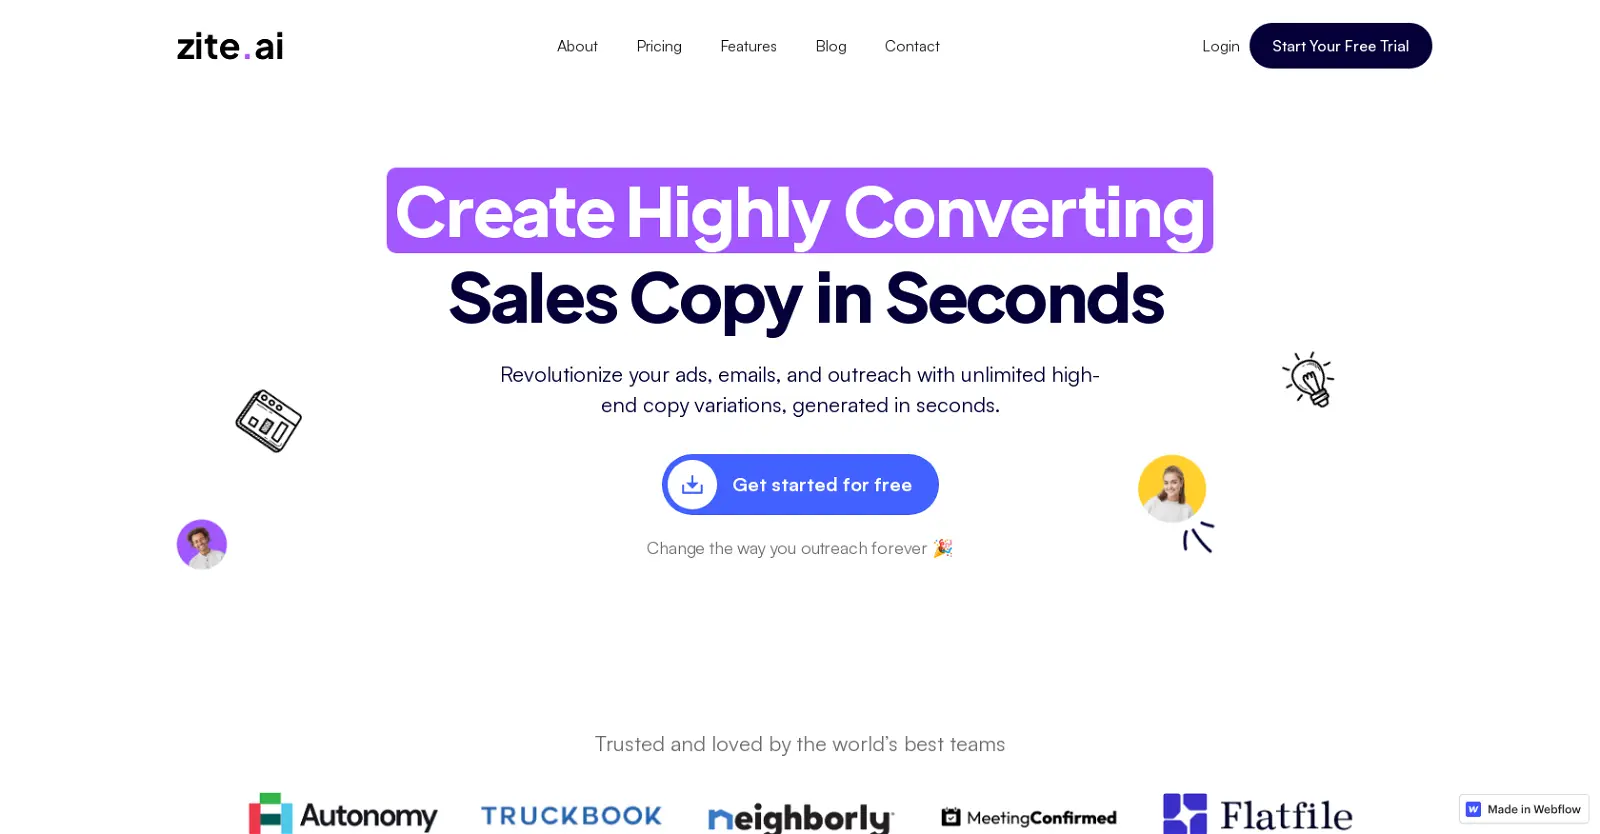 zite.ai
About
Pricing
Features
Blog
Contact
Login
Start Your Free Trial
Create Highly Converting
Sales Copy in Seconds
Revolutionize your ads, emails, and outreach with unlimited high-
end copy variations, generated in seconds.
Get started for free
Change the way you outreach forever 🎉
Trusted and loved by the world’s best teams
Autonomy
TRUCKBOOK
neighborly
MeetingConfirmed
Flatfile
Made in Webflow